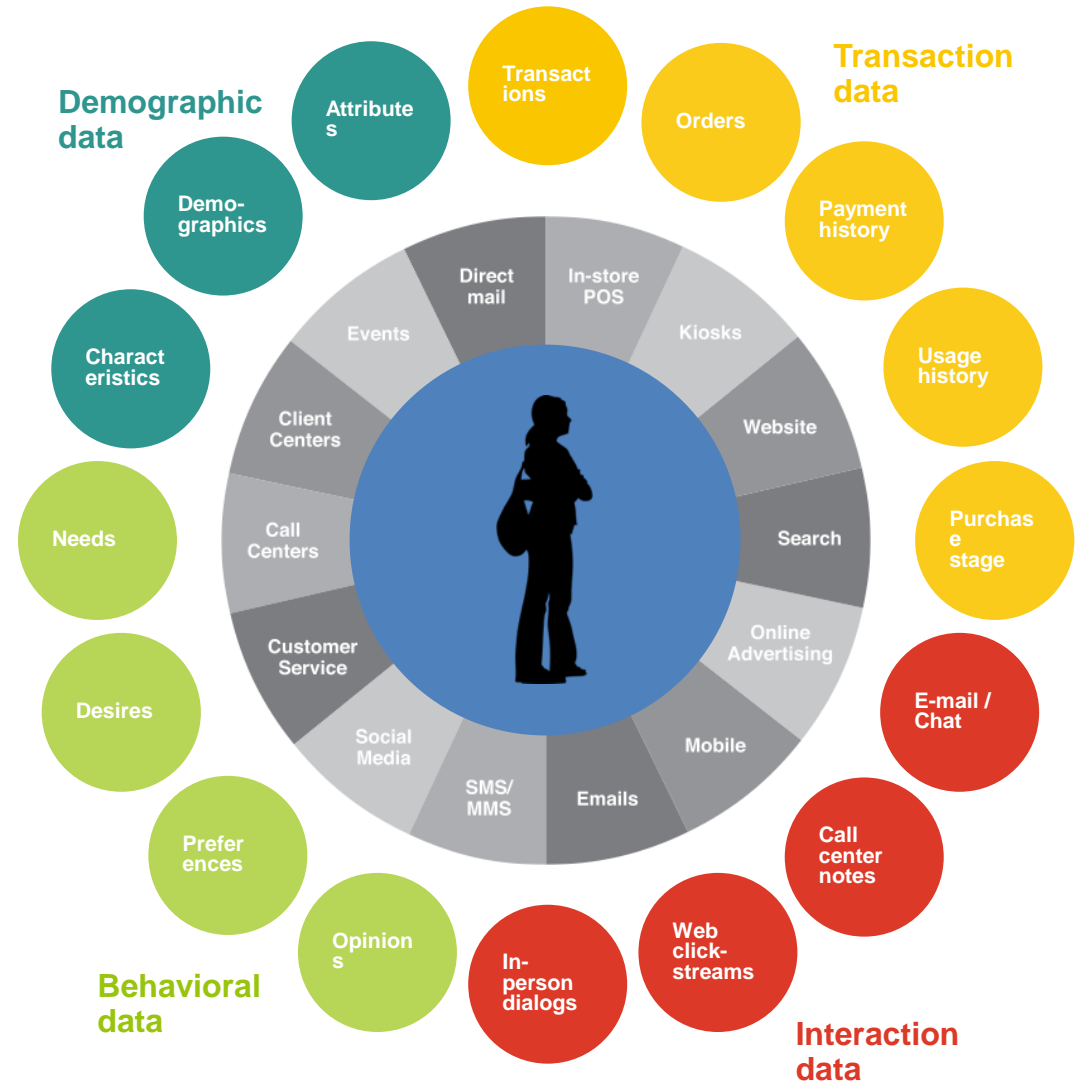 Demographic
data
Attribute
s
Transact
ions
Orders
Transaction
data
Demo-
graphics
Payment
history
Charact
eristics
Usage
history
Needs
Purchas
e
stage
Desires
E-mail /
Chat
Prefer
ences
Call
center
notes
Opinion
s
In-
person
dialogs
Web
click-
streams
Behavioral
data
Interaction
data
Direct
mail
In-store
POS
Kiosks
Website
Search
Online
Advertising
Mobile
Emails
SMS/
MMS
Social
Media
Customer
Service
Call
Centers
Client
Centers
Events